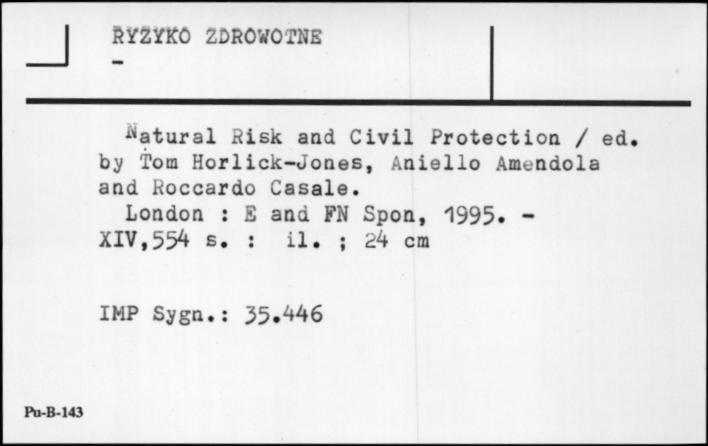 RYZYKO ZDROWOTNE
-
Natural Risk and Civil Protection / ed.
by Tom Horlick-Jones, Aniello Amendola
and Roccardo Casale.
London : E and FN Spon, 1995. -
XIV,554 s. : il. ; 24 cm
IMP Sygn.: 35.446
Pu-B-143